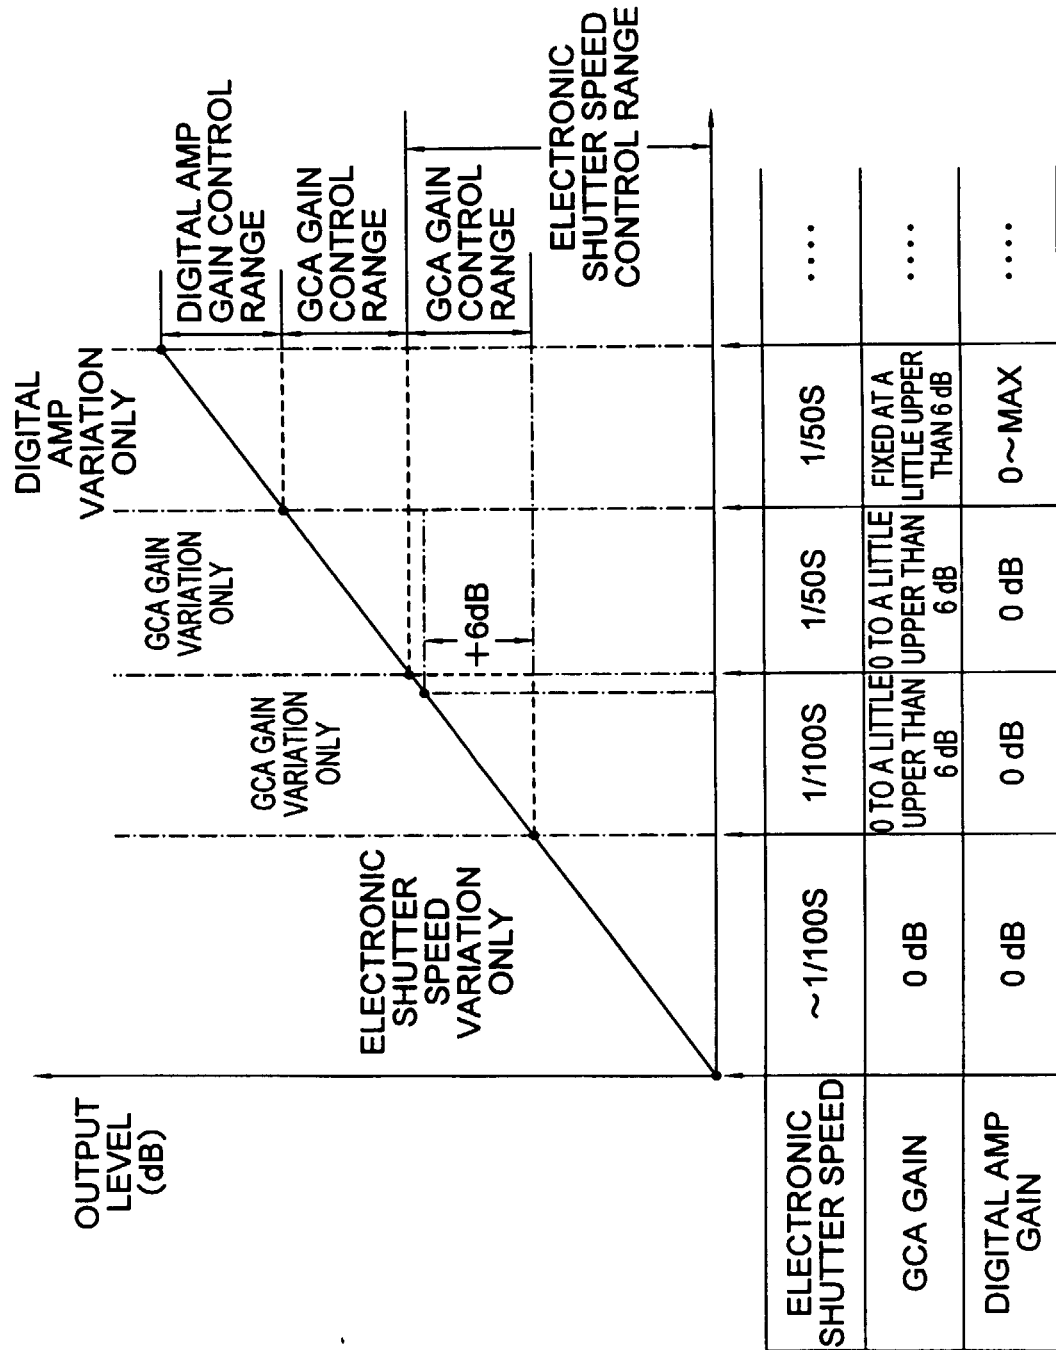 OUTPUT
LEVEL
(dB)
ELECTRONIC
SHUTTER
SPEED
VARIATION
ONLY
GCA GAIN
VARIATION
ONLY
GCA GAIN
VARIATION
ONLY
DIGITAL
AMP
VARIATION
ONLY
+6dB
DIGITAL AMP
GAIN CONTROL
RANGE
GCA GAIN
CONTROL
RANGE
GCA GAIN
CONTROL
RANGE
ELECTRONIC
SHUTTER SPEED
CONTROL RANGE
ELECTRONIC
SHUTTER SPEED
~1/100S
1/100S
1/50S
1/50S
....
GCA GAIN
0 dB
0 TO A LITTLE
UPPER THAN
6 dB
0 TO A LITTLE
UPPER THAN
6 dB
FIXED AT A
LITTLE UPPER
THAN 6 dB
....
DIGITAL AMP
GAIN
0 dB
0 dB
0 dB
0~MAX
....